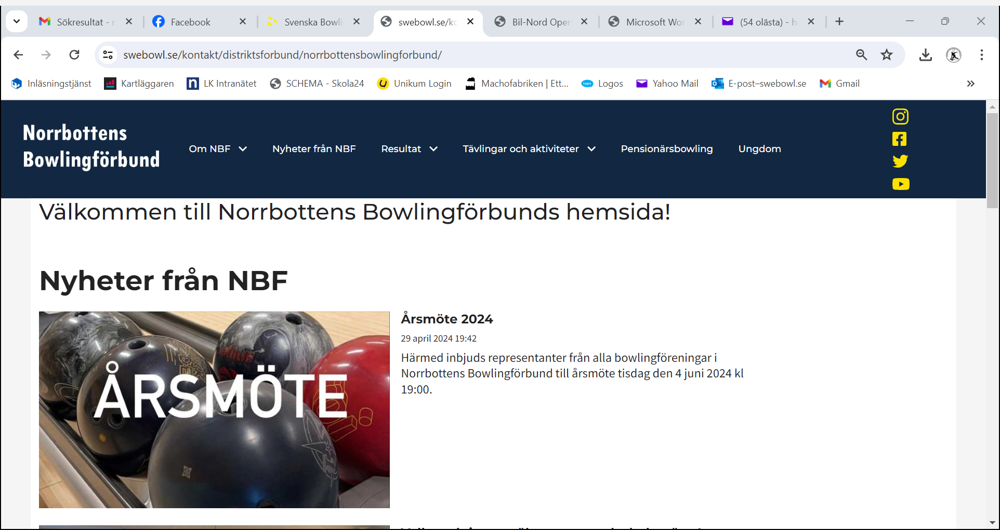 Sökresultat -
Facebook
Svenska Bowli
swebowl.se/kc
Bil-Nord Oper
Microsoft Wor
(54 olästa) - h
swebowl.se/kontakt/distriktsforbund/norrbottensbowlingforbund/
Inläsningstjänst
Kartläggaren
LK Intranätet
SCHEMA - Skola24
Unikum Login
Machofabriken | Ett...
Logos
Yahoo Mail
E-post–swebowl.se
Gmail
Norrbottens
Bowlingförbund
Om NBF
Nyheter från NBF
Resultat
Tävlingar och aktiviteter
Pensionärsbowling
Ungdom
Välkommen till Norrbottens Bowlingförbunds hemsida!
Nyheter från NBF
ÅRSMÖTE
Årsmöte 2024
29 april 2024 19:42
Härmed inbjuds representanter från alla bowlingföreningar i
Norrbottens Bowlingförbund till årsmöte tisdag den 4 juni 2024 kl
19:00.